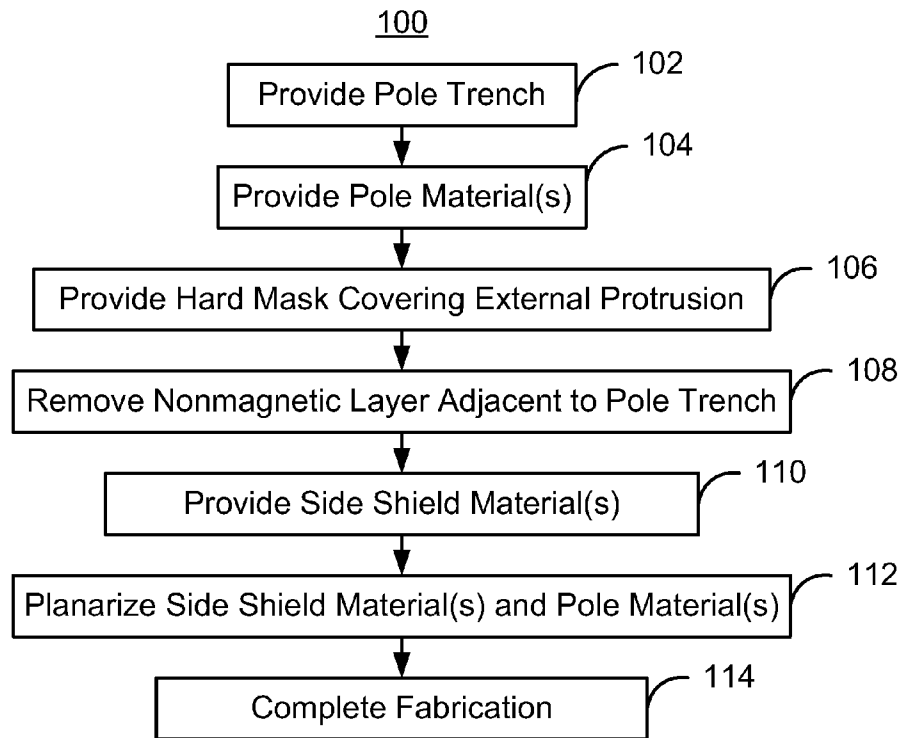 100
102
Provide Pole Trench
104
Provide Pole Material(s)
106
Provide Hard Mask Covering External Protrusion
108
Remove Nonmagnetic Layer Adjacent to Pole Trench
110
Provide Side Shield Material(s)
112
Planarize Side Shield Material(s) and Pole Material(s)
114
Complete Fabrication